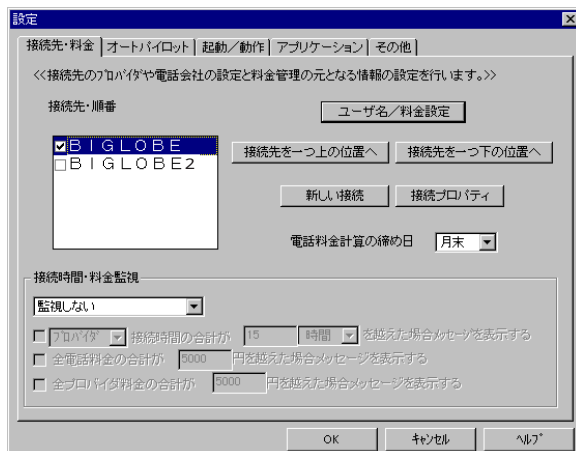 設定
接続先・料金 オートパイロット 起動／動作 アプリケーション その他
<<接続先のﾌﾟﾛﾊﾞｲﾀﾞや電話会社の設定と料金管理の元となる情報の設定を行います。>>
接続先・順番
ユーザ名／料金設定
ＢＩＧＬＯＢＥ
ＢＩＧＬＯＢＥ２
接続先を一つ上の位置へ 接続先を一つ下の位置へ
新しい接続 接続プロパティ
電話料金計算の締め日 月末
接続時間・料金監視
監視しない
ﾌﾟﾛﾊﾞｲﾀﾞ 接続時間の合計が 15 時間 を越えた場合ﾒｯｾｰｼﾞを表示する
全電話料金の合計が 5000 円を越えた場合メッセージを表示する
全プロバイダ料金の合計が 5000 円を越えた場合メッセージを表示する
OK ｷｬﾝｾﾙ ﾍﾙﾌﾟ